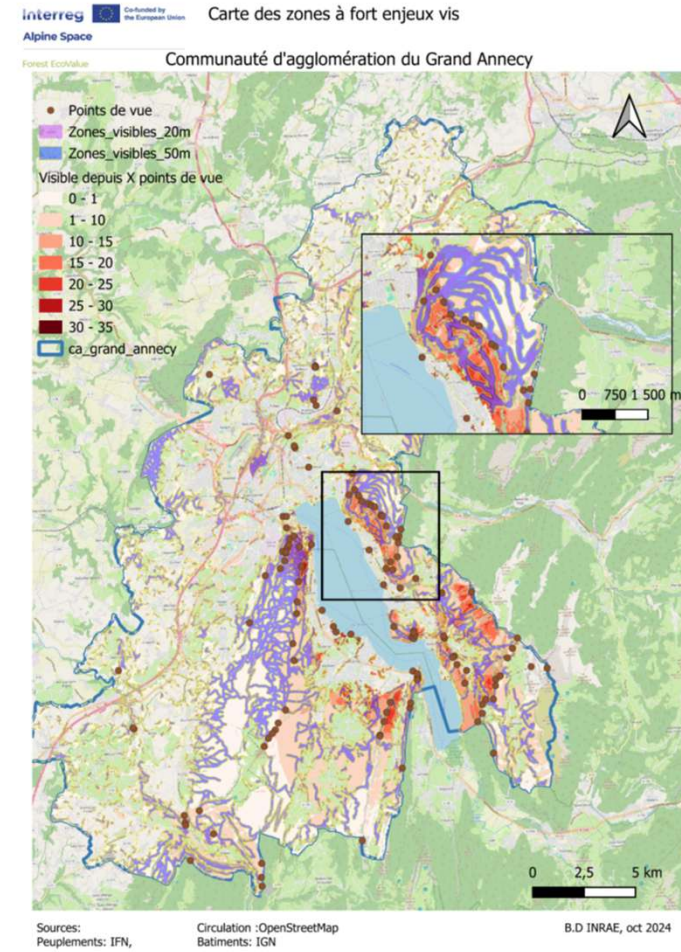 Interreg
Co-funded by
the European Union
Alpine Space
Forest EcoValue
Carte des zones à fort enjeux vis
Communauté d'agglomération du Grand Annecy
Points de vue
Zones_visibles_20m
Zones_visibles_50m
Visible depuis X points de vue
0 - 1
1 - 10
10 - 15
15 - 20
20 - 25
25 - 30
30 - 35
ca_grand_annecy
0 750 1 500 m
0 2,5 5 km
Sources:
Peuplements: IFN,
Circulation :OpenStreetMap
Batiments: IGN
B.D INRAE, oct 2024